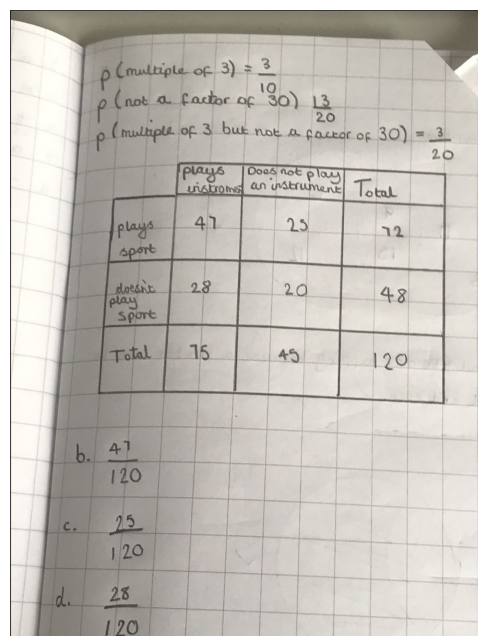 p(multiple of 3) = 3/10
p(not a factor of 30) 13/20
p(multiple of 3 but not a factor of 30) = 3/20
plays instrument Does not play an instrument Total
plays sport 47 25 72
doesn't play sport 28 20 48
Total 75 45 120
b. 47/120
c. 25/120
d. 28/120